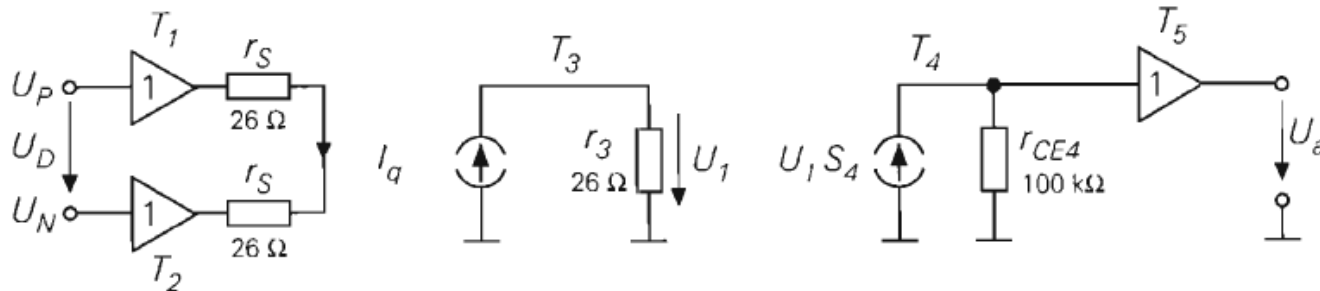 T1
rS
26 Ω
UP
1
UD
UN
1
rS
26 Ω
T2
Iq
T3
r3
26 Ω
U1
T4
U1 S4
rCE4
100 kΩ
T5
1
Ua